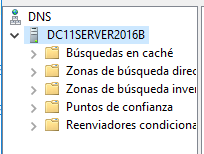 DNS
DC11SERVER2016B
Búsquedas en caché
Zonas de búsqueda direc
Zonas de búsqueda inver
Puntos de confianza
Reenviadores condiciona